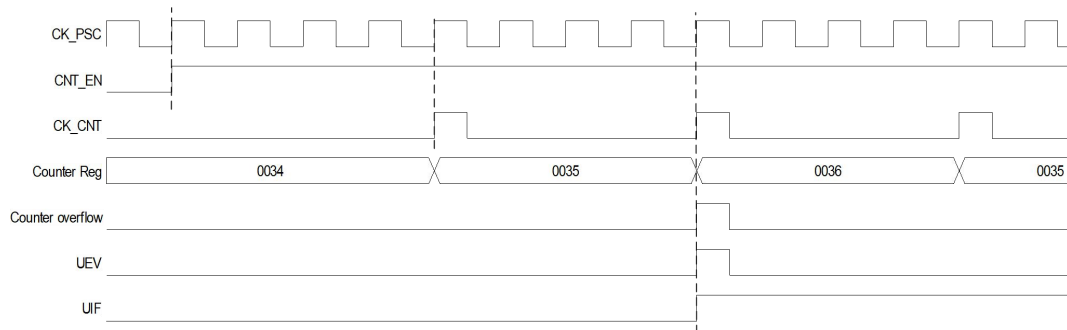 CK_PSC
CNT_EN
CK_CNT
Counter Reg 0034 0035 0036 0035
Counter overflow
UEV
UIF